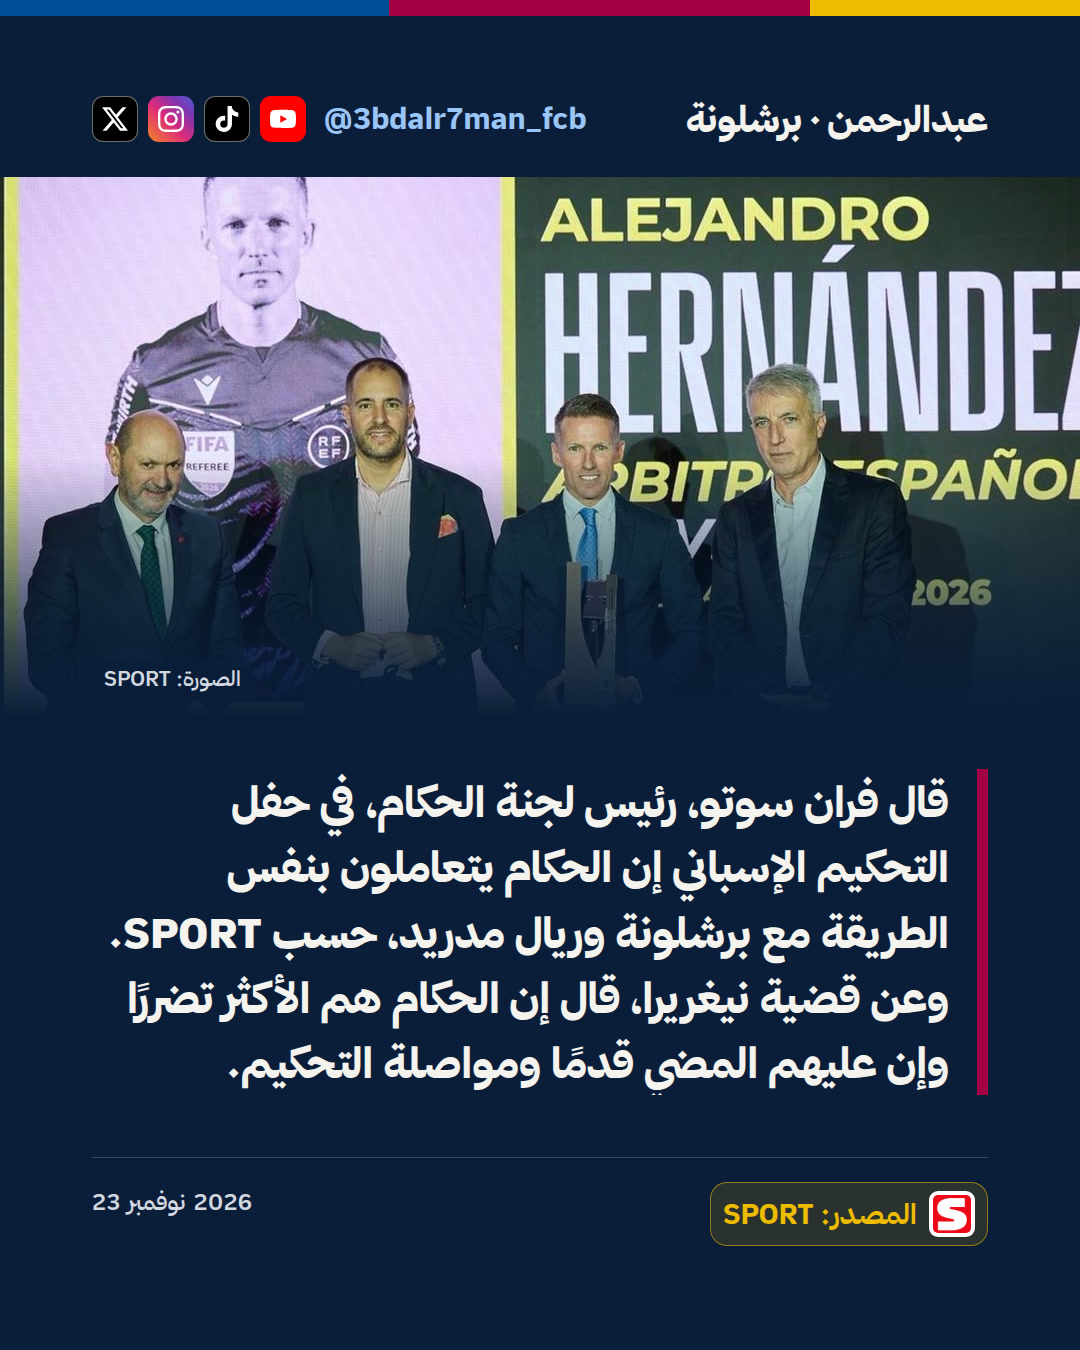 عبدالرحمن · برشلونة
@3bdalr7man_fcb
ALEJANDRO
HERNÁNDEZ
ESPAÑOL
2026
FIFA
REFEREE
2026
RF
EF
الصورة: SPORT
قال فران سوتو، رئيس لجنة الحكام، في حفل
التحكيم الإسباني إن الحكام يتعاملون بنفس
الطريقة مع برشلونة وريال مدريد، حسب SPORT.
وعن قضية نيغريرا، قال إن الحكام هم الأكثر تضررًا
وإن عليهم المضي قدمًا ومواصلة التحكيم.
المصدر: SPORT
23 نوفمبر 2026